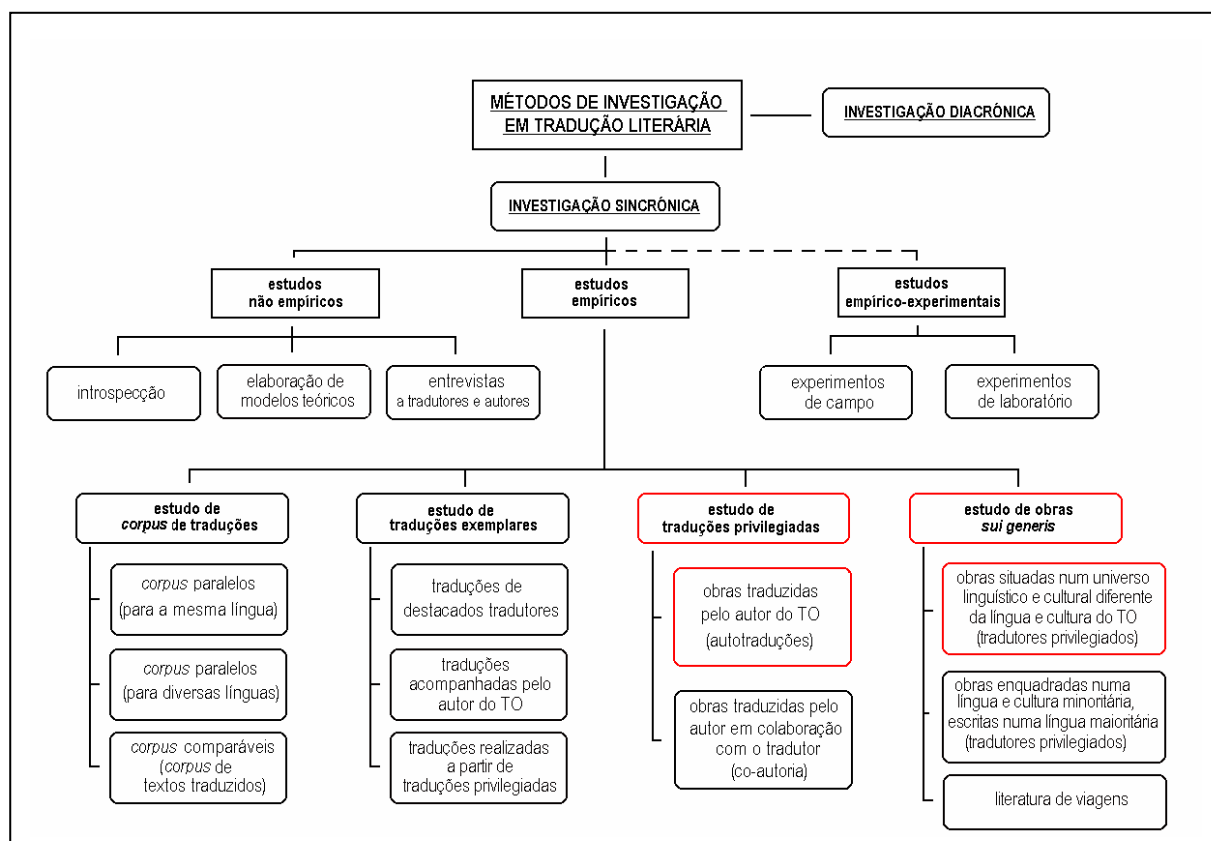 MÉTODOS DE INVESTIGAÇÃO
EM TRADUÇÃO LITERÁRIA
INVESTIGAÇÃO DIACRÓNICA
INVESTIGAÇÃO SINCRÓNICA
estudos
não empíricos
estudos
empíricos
estudos
empírico-experimentais
introspecção
elaboração de
modelos teóricos
entrevistas
a tradutores e autores
experimentos
de campo
experimentos
de laboratório
estudo de
corpus de traduções
estudo de
traduções exemplares
estudo de
traduções privilegiadas
estudo de obras
sui generis
corpus paralelos
(para a mesma língua)
corpus paralelos
(para diversas línguas)
corpus comparáveis
(corpus de
textos traduzidos)
traduções de
destacados tradutores
traduções
acompanhadas pelo
autor do TO
traduções realizadas
a partir de
traduções privilegiadas
obras traduzidas
pelo autor do TO
(autotraduções)
obras traduzidas pelo
autor em colaboração
com o tradutor
(co-autoria)
obras situadas num universo
linguístico e cultural diferente
da língua e cultura do TO
(tradutores privilegiados)
obras enquadradas numa
língua e cultura minoritária,
escritas numa língua maioritária
(tradutores privilegiados)
literatura de viagens